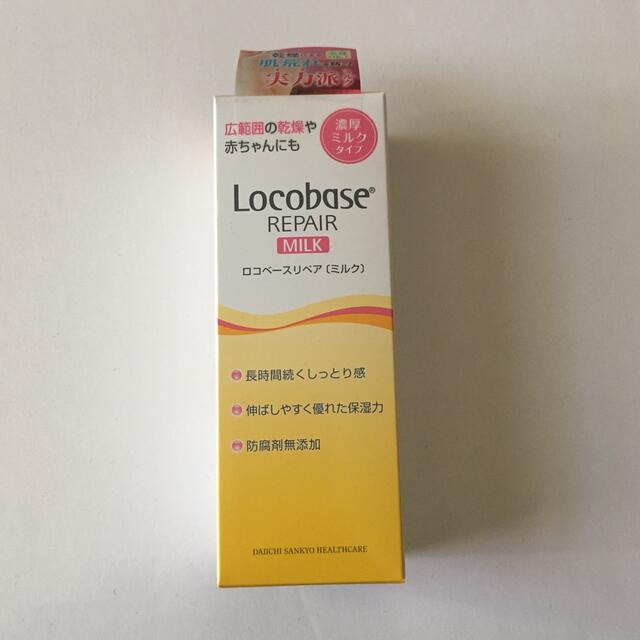 肌荒れ
実力派
広範囲の乾燥や
赤ちゃんにも
濃厚
ミルク
タイプ
Locobase®
REPAIR
MILK
ロコベースリペア〔ミルク〕
長時間続くしっとり感
伸ばしやすく優れた保湿力
防腐剤無添加
DAIICHI SANKYO HEALTHCARE